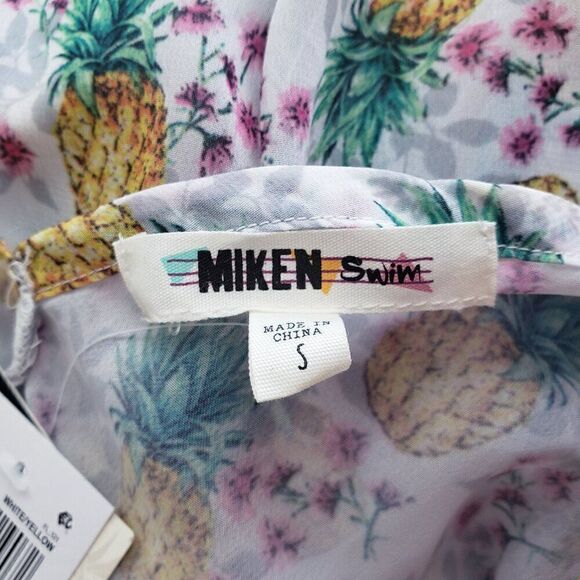 MIKEN Swim
MADE IN
CHINA
S
WHITE/YELLOW